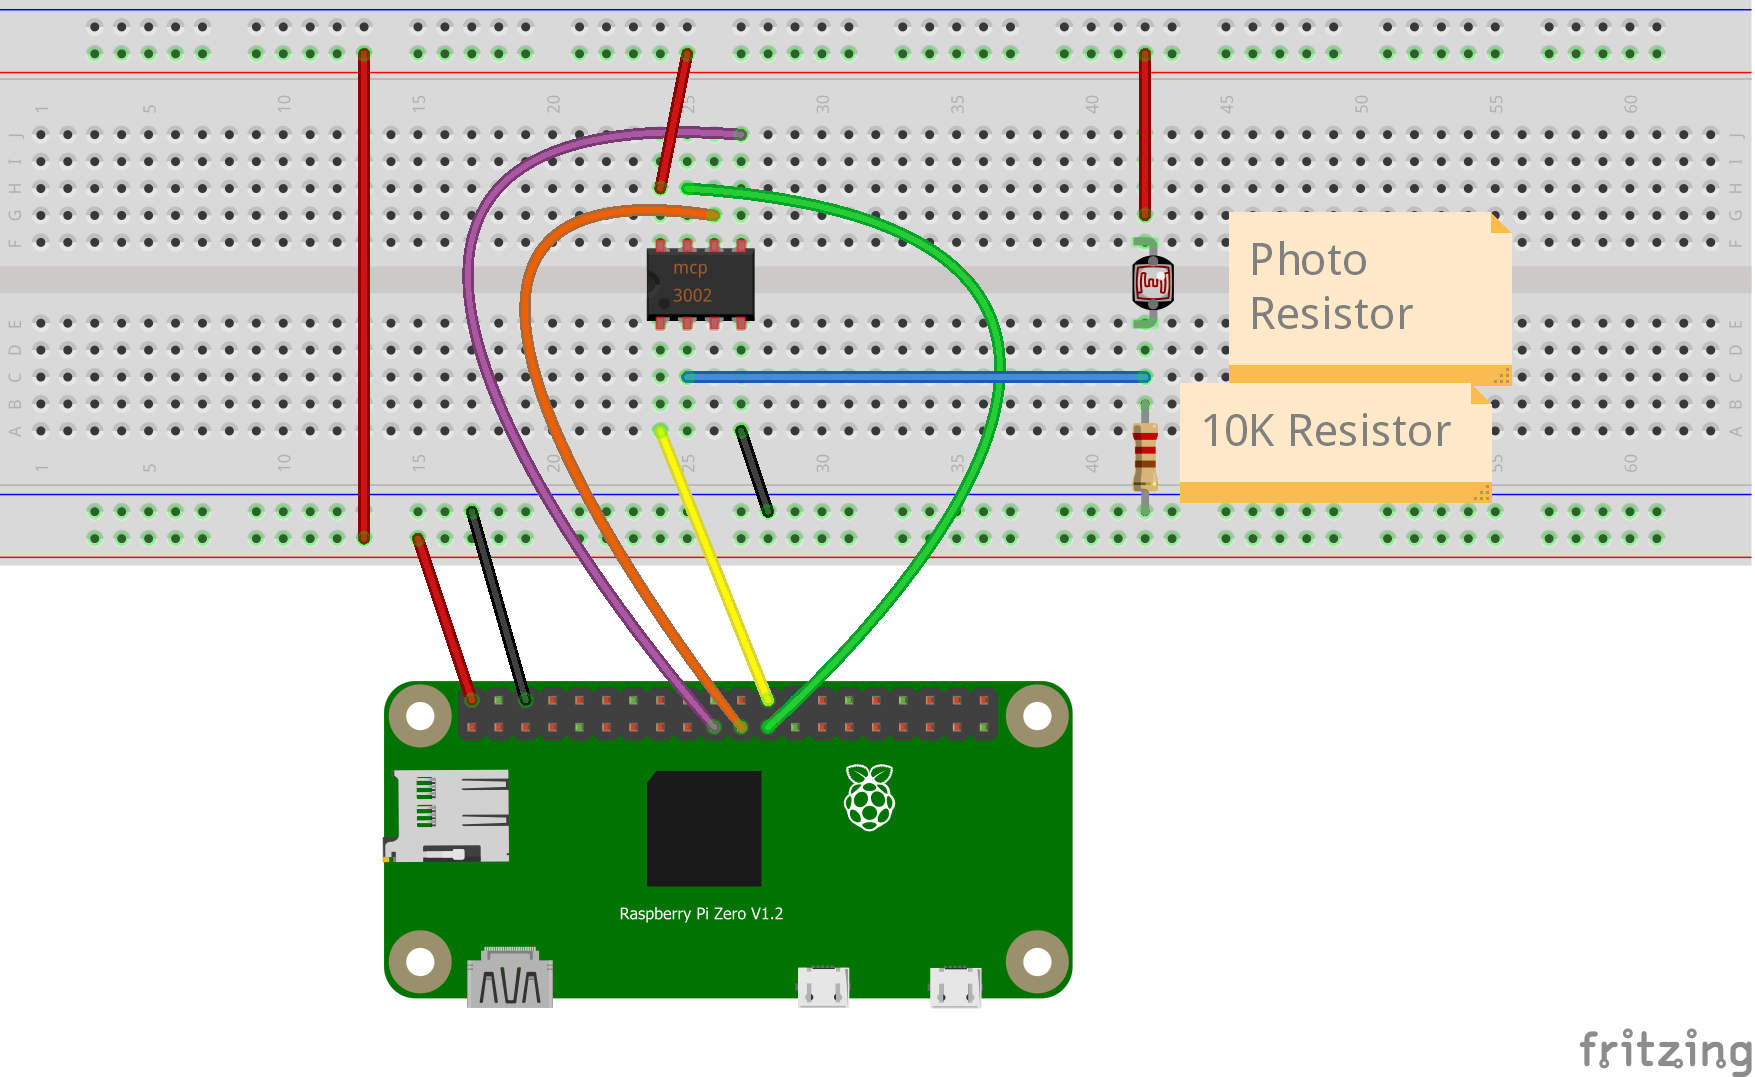 1 5 10 15 20 25 30 35 40 45 50 55 60
J J
I I
H H
G G
F F
mcp
3002
Photo
Resistor
E E
D D
C C
B B
A A
10K Resistor
1 5 10 15 20 25 30 35 40 55 60
Raspberry Pi Zero V1.2
fritzing